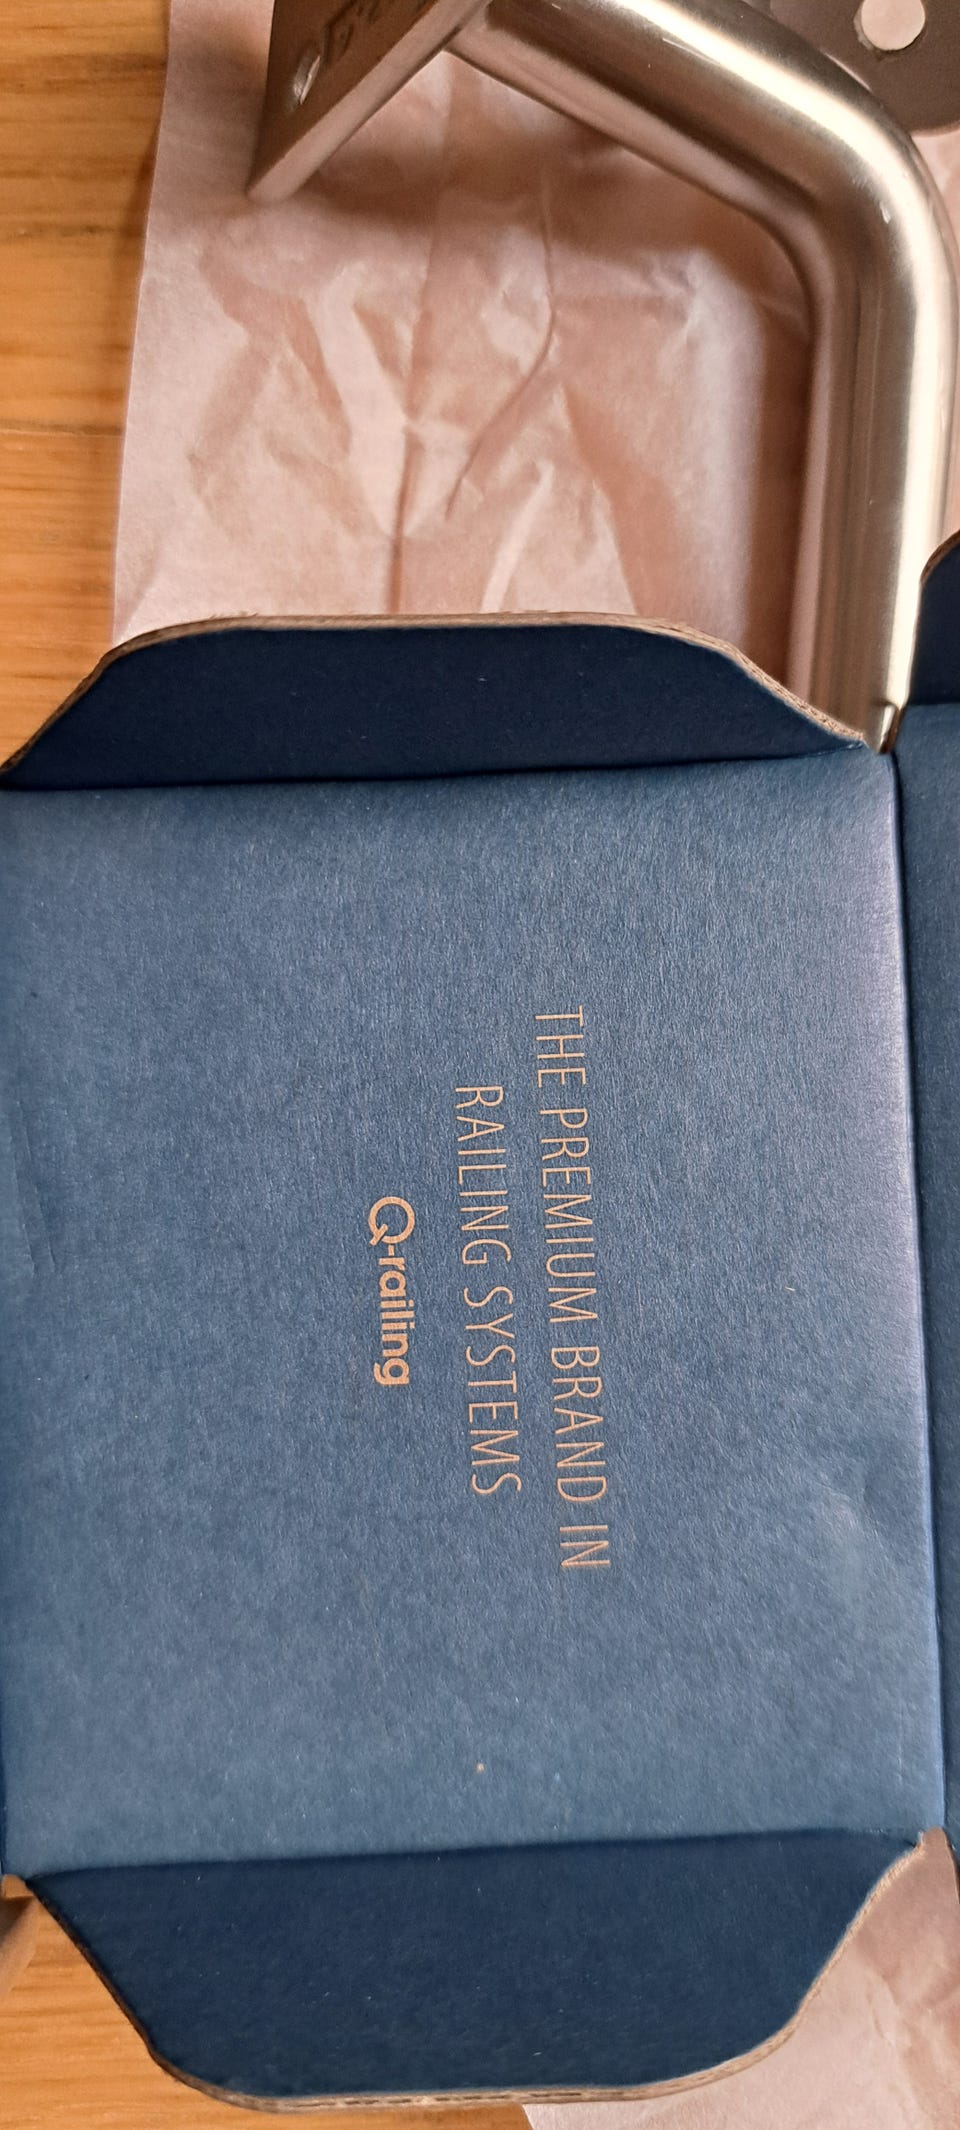 THE PREMIUM BRAND IN
RAILING SYSTEMS
Q-railing